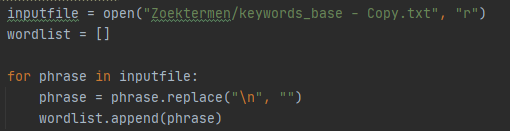 inputfile = open("Zoektermen/keywords_base - Copy.txt", "r")
wordlist = []
for phrase in inputfile:
    phrase = phrase.replace("\n", "")
    wordlist.append(phrase)